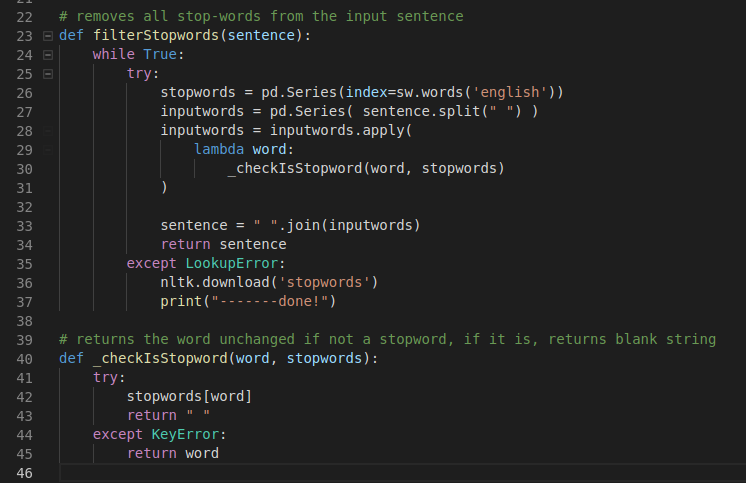 22 # removes all stop-words from the input sentence
23 def filterStopwords(sentence):
24     while True:
25         try:
26             stopwords = pd.Series(index=sw.words('english'))
27             inputwords = pd.Series( sentence.split(" ") )
28             inputwords = inputwords.apply(
29                 lambda word:
30                     _checkIsStopword(word, stopwords)
31             )
32
33             sentence = " ".join(inputwords)
34             return sentence
35         except LookupError:
36             nltk.download('stopwords')
37             print("-------done!")
38
39 # returns the word unchanged if not a stopword, if it is, returns blank string
40 def _checkIsStopword(word, stopwords):
41     try:
42         stopwords[word]
43         return " "
44     except KeyError:
45         return word
46